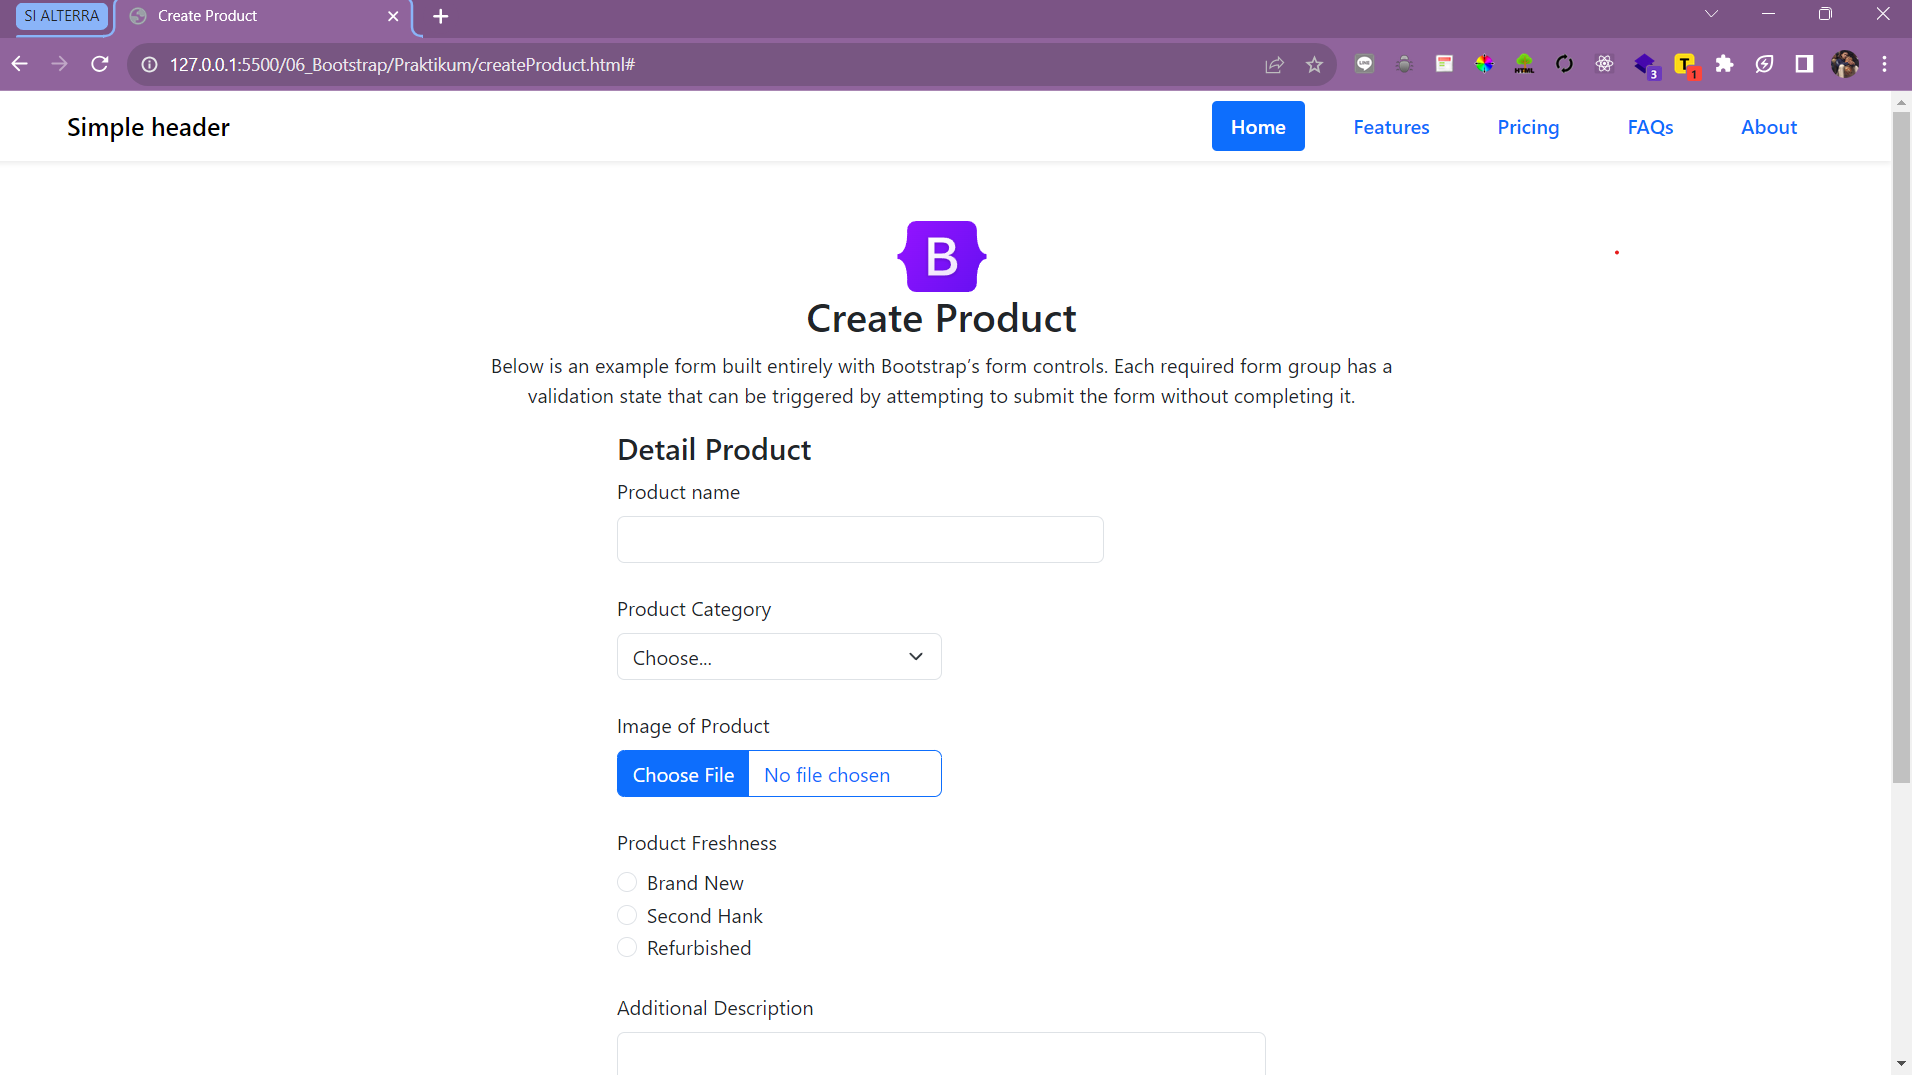 SI ALTERRA
Create Product
127.0.0.1:5500/06_Bootstrap/Praktikum/createProduct.html#
LINE
HTML
3
T
1
Simple header
Home
Features
Pricing
FAQs
About
B
Create Product
Below is an example form built entirely with Bootstrap’s form controls. Each required form group has a
validation state that can be triggered by attempting to submit the form without completing it.
Detail Product
Product name
Product Category
Choose...
Image of Product
Choose File
No file chosen
Product Freshness
Brand New
Second Hank
Refurbished
Additional Description